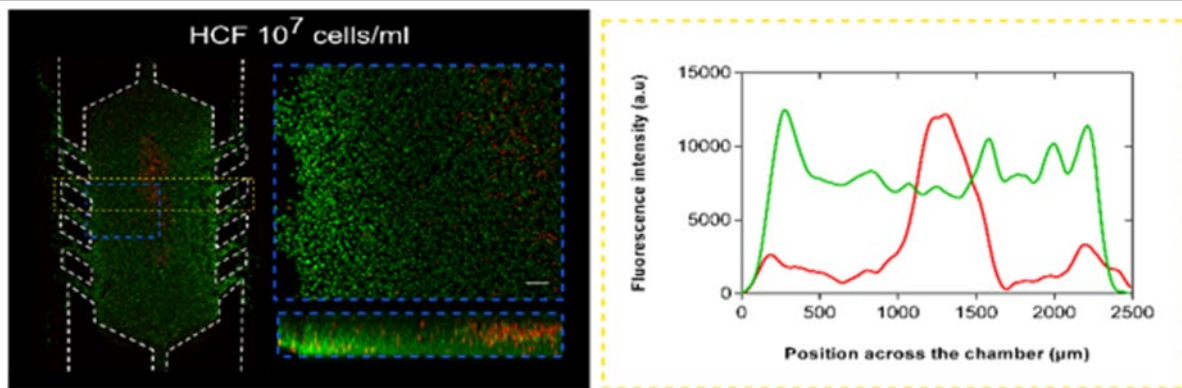 HCF 10⁷ cells/ml
Fluorescence intensity (a.u)
15000
10000
5000
0
0 500 1000 1500 2000 2500
Position across the chamber (µm)